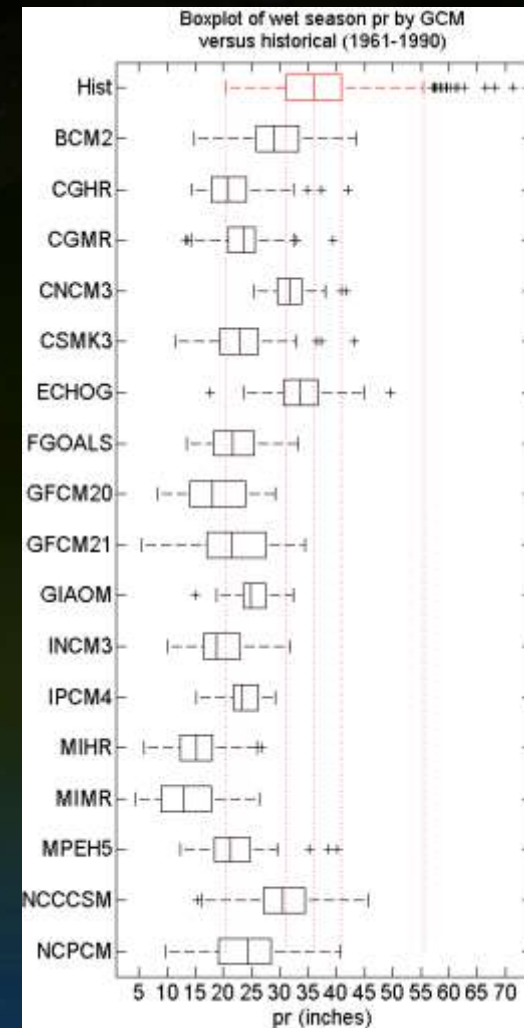 Boxplot of wet season pr by GCM
versus historical (1961-1990)
Hist
BCM2
CGHR
CGMR
CNCM3
CSMK3
ECHOG
FGOALS
GFCM20
GFCM21
GIAOM
INCM3
IPCM4
MIHR
MIMR
MPEH5
NCCCSM
NCPCM
5 10 15 20 25 30 35 40 45 50 55 60 65 70
pr (inches)